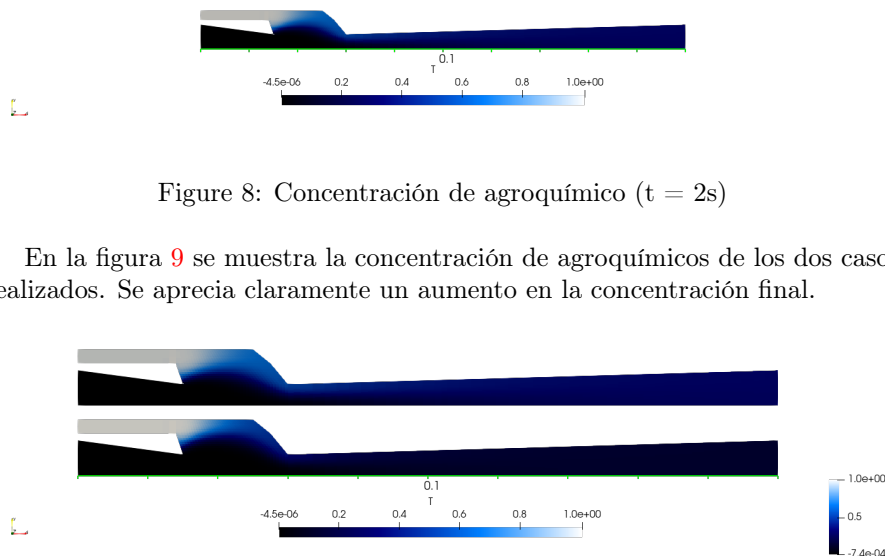 0.1
T
-4.5e-06 0.2 0.4 0.6 0.8 1.0e+00
Figure 8: Concentración de agroquímico (t = 2s)
En la figura 9 se muestra la concentración de agroquímicos de los dos caso
ealizados. Se aprecia claramente un aumento en la concentración final.
0.1
T
-4.5e-06 0.2 0.4 0.6 0.8 1.0e+00
1.0e+00
0.5
-7.4e-04